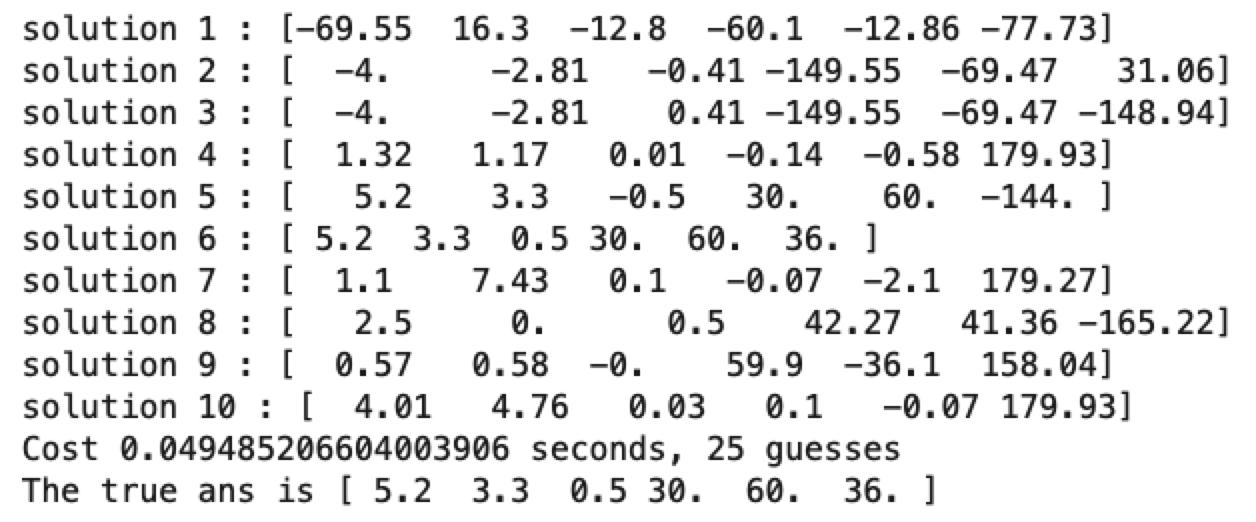 solution 1 : [-69.55  16.3  -12.8  -60.1  -12.86 -77.73]
solution 2 : [  -4.     -2.81   -0.41 -149.55  -69.47   31.06]
solution 3 : [  -4.     -2.81    0.41 -149.55  -69.47 -148.94]
solution 4 : [  1.32   1.17   0.01  -0.14  -0.58 179.93]
solution 5 : [   5.2    3.3   -0.5   30.    60.  -144. ]
solution 6 : [ 5.2  3.3  0.5 30.  60.  36. ]
solution 7 : [  1.1    7.43   0.1   -0.07  -2.1  179.27]
solution 8 : [   2.5     0.      0.5    42.27   41.36 -165.22]
solution 9 : [  0.57   0.58  -0.    59.9  -36.1  158.04]
solution 10 : [  4.01   4.76   0.03   0.1   -0.07 179.93]
Cost 0.049485206604003906 seconds, 25 guesses
The true ans is [ 5.2  3.3  0.5 30.  60.  36. ]